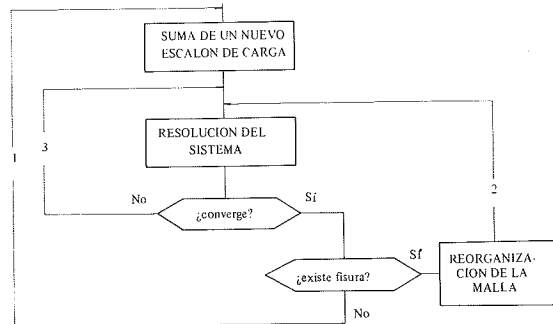 SUMA DE UN NUEVO
ESCALON DE CARGA
3
1
RESOLUCION DEL
SISTEMA
2
No
Sí
¿converge?
¿existe fisura?
Sí
REORGANIZA-
CION DE LA
MALLA
No